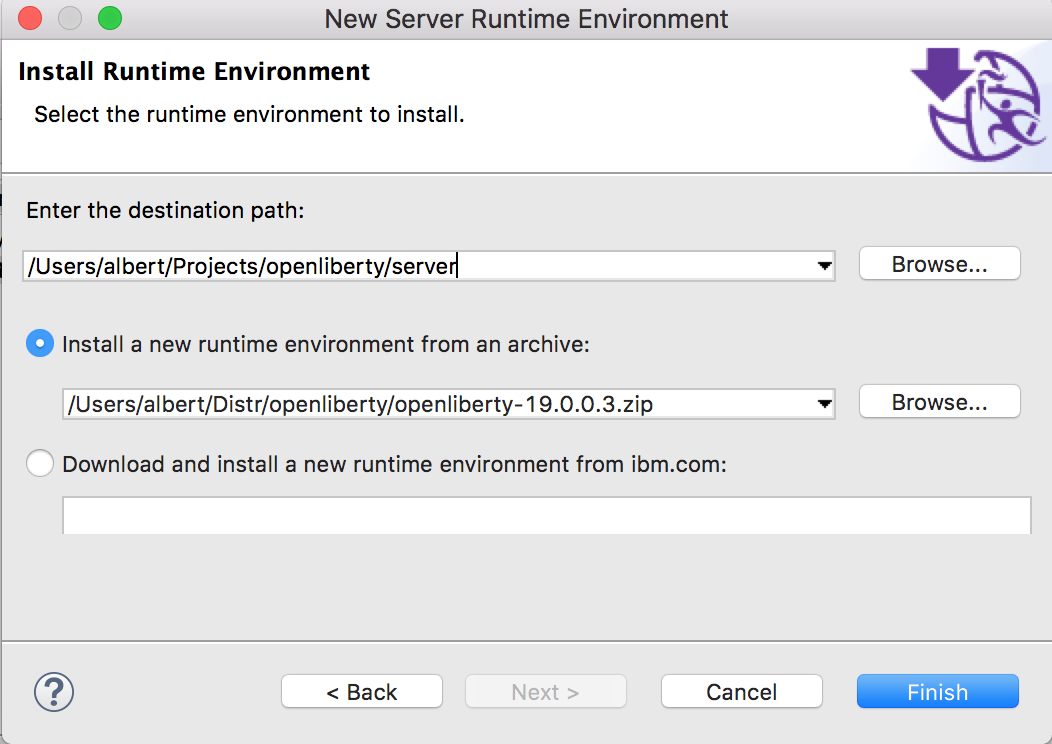 New Server Runtime Environment
Install Runtime Environment
Select the runtime environment to install.
Enter the destination path:
/Users/albert/Projects/openliberty/server
Browse...
Install a new runtime environment from an archive:
/Users/albert/Distr/openliberty/openliberty-19.0.0.3.zip
Browse...
Download and install a new runtime environment from ibm.com:
?
< Back
Next >
Cancel
Finish